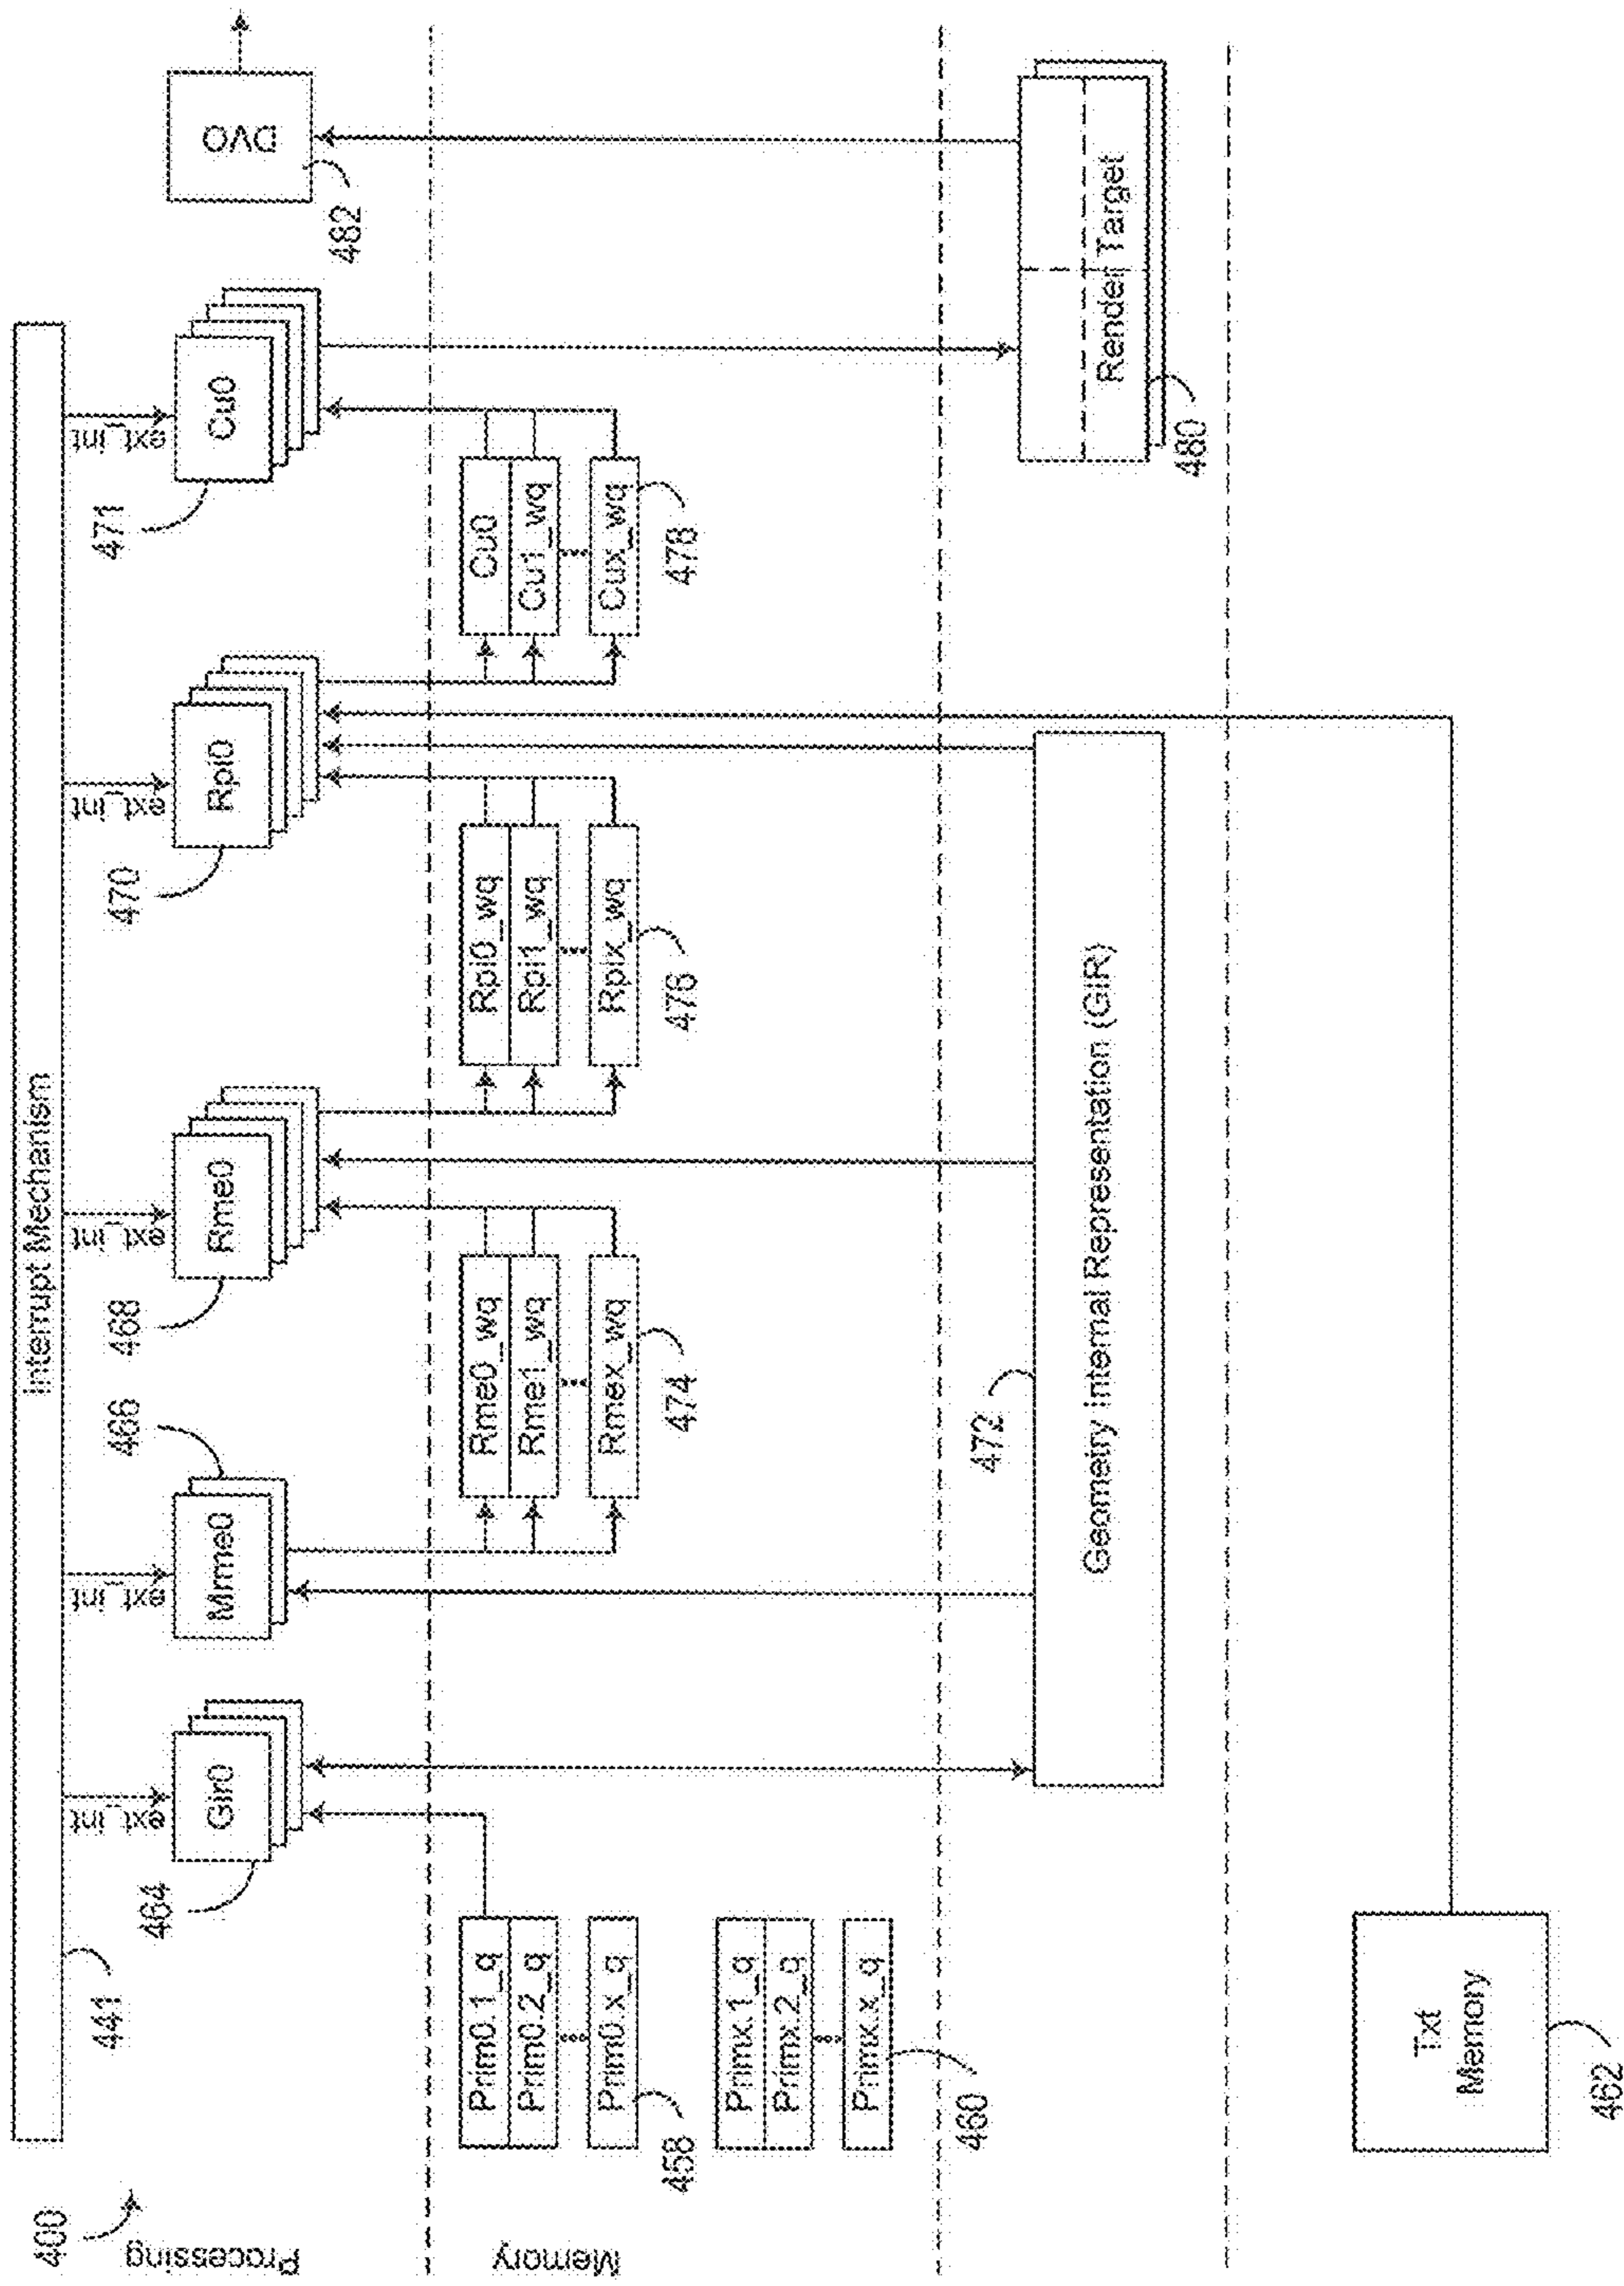 400
441
Interrupt Mechanism
Processing
ext_int
ext_int
ext_int
ext_int
ext_int
464
Gir0
Mrme0
466
468
Rme0
470
Rpi0
471
Cu0
DVO
482
Memory
Prim0.1_q
Prim0.2_q
Prim0.x_q
458
Primx.1_q
Primx.2_q
Primx.x_q
460
Rme0_wq
Rme1_wq
Rmex_wq
474
Rpi0_wq
Rpi1_wq
Rpix_wq
476
Cu0
Cu1_wq
Cux_wq
478
472
Geometry Internal Representation (GIR)
Render Target
480
Txt
Memory
462